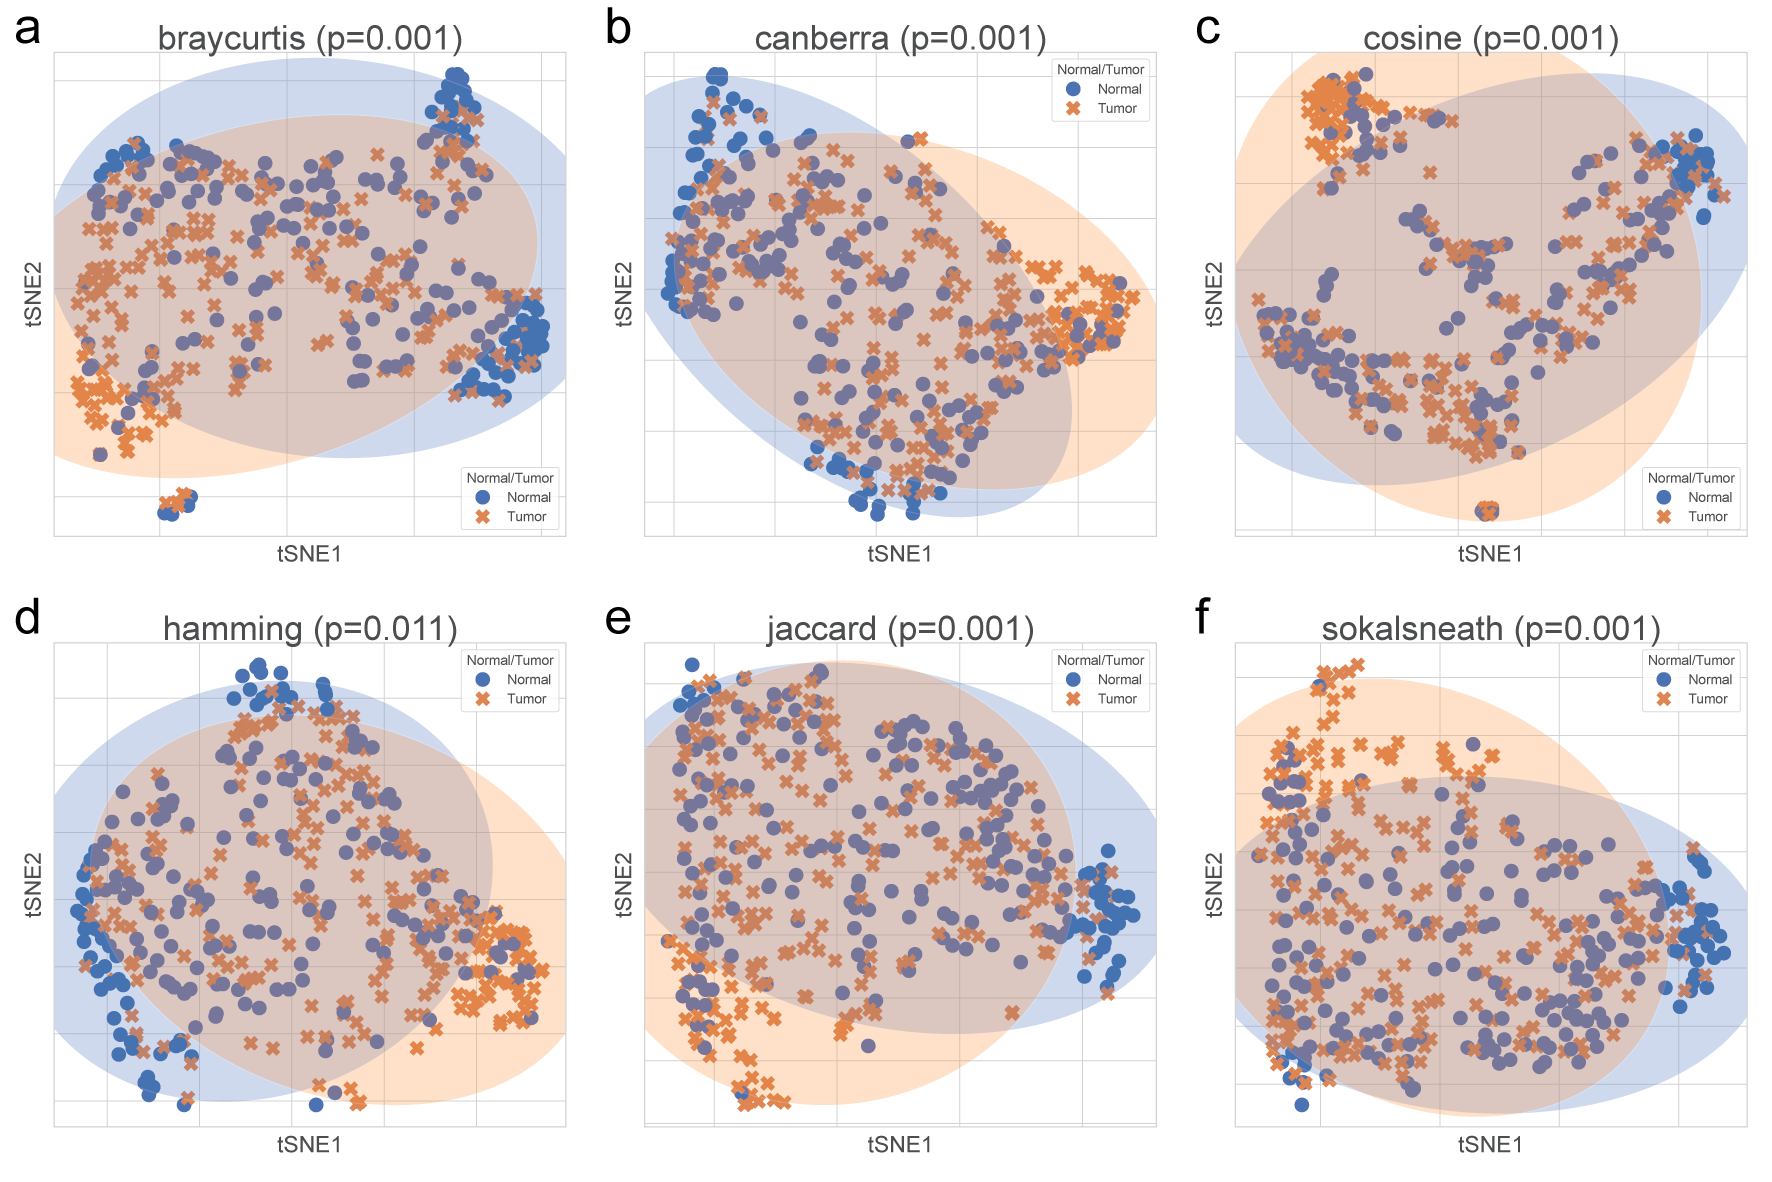 a
braycurtis (p=0.001)
tSNE2
Normal/Tumor
Normal
Tumor
tSNE1
b
canberra (p=0.001)
tSNE2
Normal/Tumor
Normal
Tumor
tSNE1
c
cosine (p=0.001)
tSNE2
Normal/Tumor
Normal
Tumor
tSNE1
d
hamming (p=0.011)
tSNE2
Normal/Tumor
Normal
Tumor
tSNE1
e
jaccard (p=0.001)
tSNE2
Normal/Tumor
Normal
Tumor
tSNE1
f
sokalsneath (p=0.001)
tSNE2
Normal/Tumor
Normal
Tumor
tSNE1